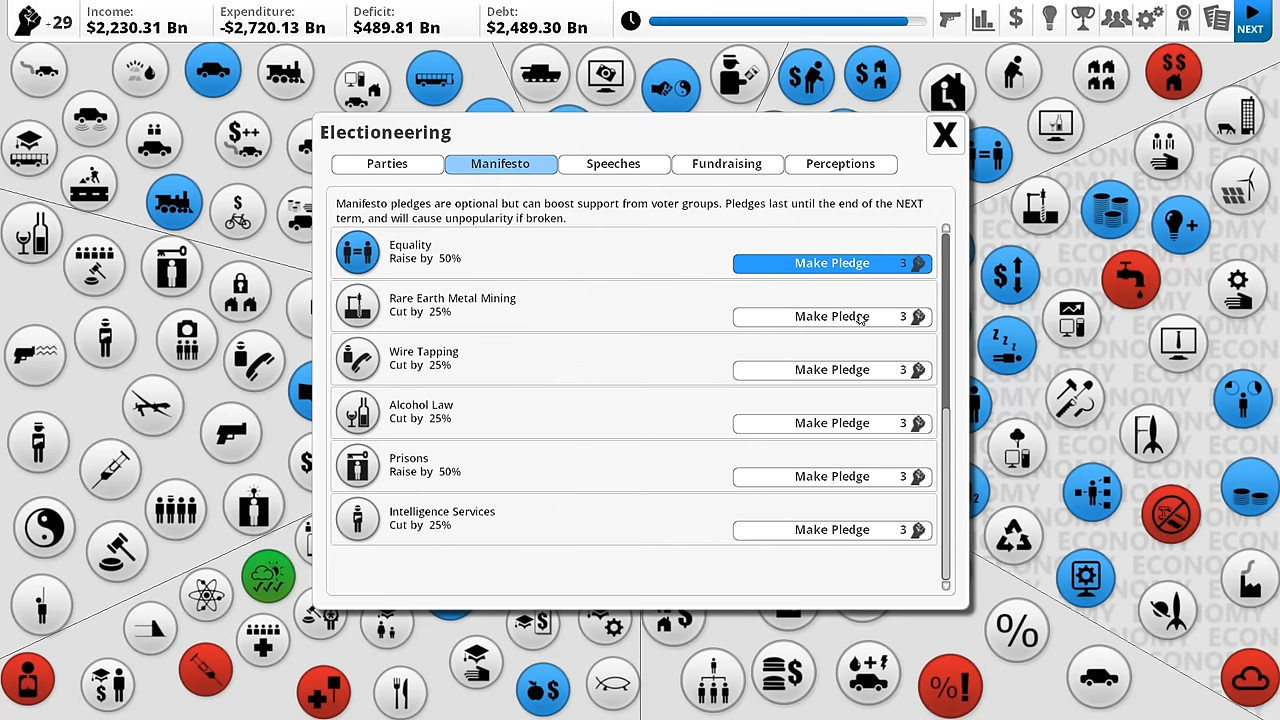 +29
Income:
$2,230.31 Bn
Expenditure:
-$2,720.13 Bn
Deficit:
$489.81 Bn
Debt:
$2,489.30 Bn
NEXT
Electioneering
X
Parties
Manifesto
Speeches
Fundraising
Perceptions
Manifesto pledges are optional but can boost support from voter groups. Pledges last until the end of the NEXT
term, and will cause unpopularity if broken.
Equality
Raise by 50%
Make Pledge 3
Rare Earth Metal Mining
Cut by 25%
Make Pledge 3
Wire Tapping
Cut by 25%
Make Pledge 3
Alcohol Law
Cut by 25%
Make Pledge 3
Prisons
Raise by 50%
Make Pledge 3
Intelligence Services
Cut by 25%
Make Pledge 3
ECONOMY